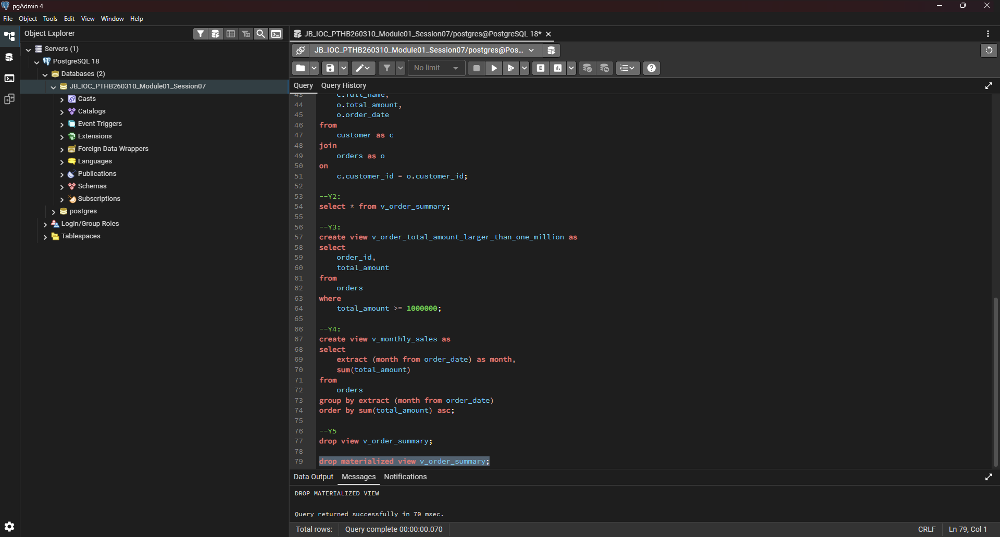 pgAdmin 4
File Object Tools Edit View Window Help
Object Explorer
JB_IOC_PTHB260310_Module01_Session07/postgres@PostgreSQL 18*
Servers (1)
PostgreSQL 18
Databases (2)
JB_IOC_PTHB260310_Module01_Session07
Casts
Catalogs
Event Triggers
Extensions
Foreign Data Wrappers
Languages
Publications
Schemas
Subscriptions
postgres
Login/Group Roles
Tablespaces
JB_IOC_PTHB260310_Module01_Session07/postgres@Pos...
No limit
E
Query Query History
43 c.full_name,
44 o.total_amount,
45 o.order_date
46 from
47 customer as c
48 join
49 orders as o
50 on
51 c.customer_id = o.customer_id;
52
53 --Y2:
54 select * from v_order_summary;
55
56 --Y3:
57 create view v_order_total_amount_larger_than_one_million as
58 select
59 order_id,
60 total_amount
61 from
62 orders
63 where
64 total_amount >= 1000000;
65
66 --Y4:
67 create view v_monthly_sales as
68 select
69 extract (month from order_date) as month,
70 sum(total_amount)
71 from
72 orders
73 group by extract (month from order_date)
74 order by sum(total_amount) asc;
75
76 --Y5
77 drop view v_order_summary;
78
79 drop materialized view v_order_summary;
Data Output Messages Notifications
DROP MATERIALIZED VIEW
Query returned successfully in 70 msec.
Total rows: Query complete 00:00:00.070 CRLF Ln 79, Col 1